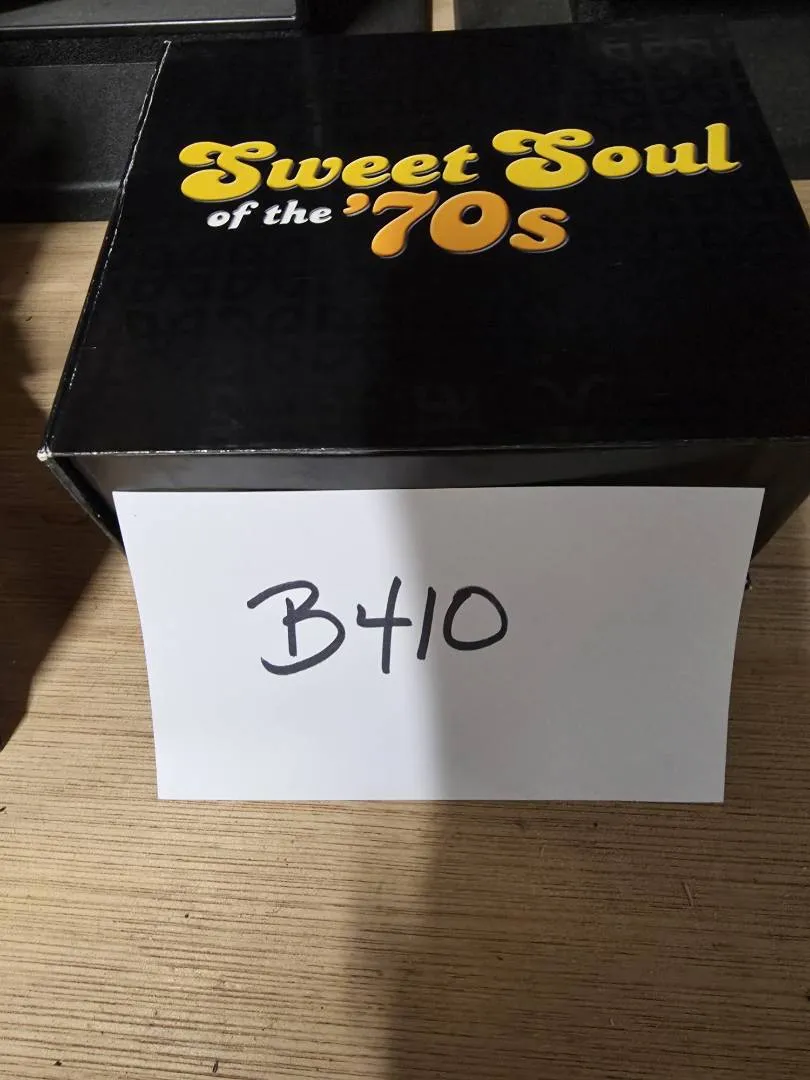 Sweet Soul
of the ’70s
B410